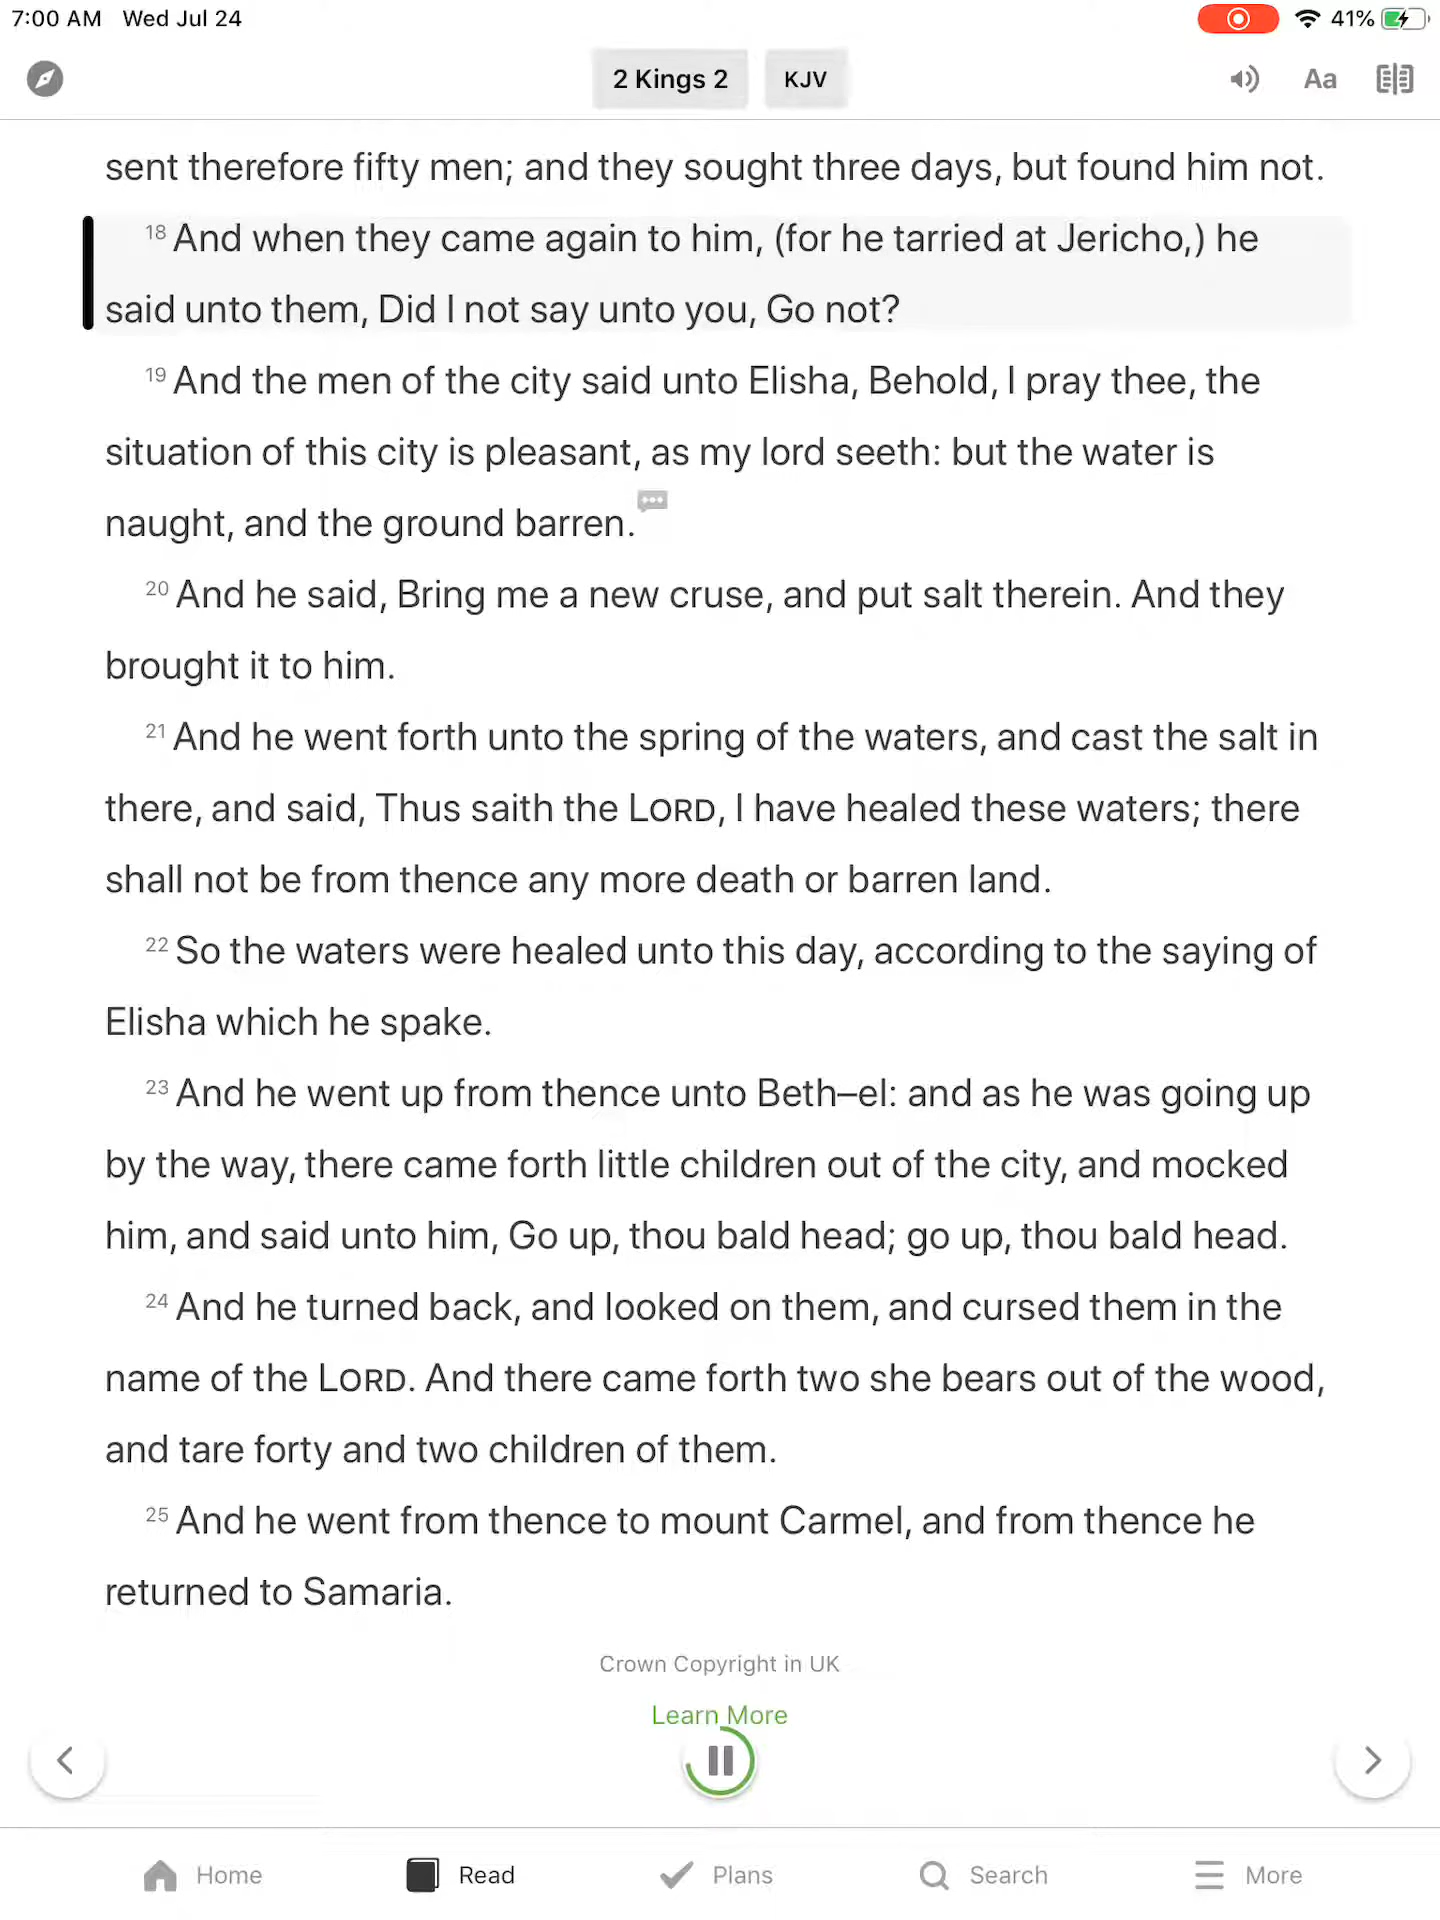 7:00 AM Wed Jul 24 41%
2 Kings 2 KJV Aa
sent therefore fifty men; and they sought three days, but found him not.
18 And when they came again to him, (for he tarried at Jericho,) he
said unto them, Did I not say unto you, Go not?
19 And the men of the city said unto Elisha, Behold, I pray thee, the
situation of this city is pleasant, as my lord seeth: but the water is
naught, and the ground barren.
20 And he said, Bring me a new cruse, and put salt therein. And they
brought it to him.
21 And he went forth unto the spring of the waters, and cast the salt in
there, and said, Thus saith the LORD, I have healed these waters; there
shall not be from thence any more death or barren land.
22 So the waters were healed unto this day, according to the saying of
Elisha which he spake.
23 And he went up from thence unto Beth–el: and as he was going up
by the way, there came forth little children out of the city, and mocked
him, and said unto him, Go up, thou bald head; go up, thou bald head.
24 And he turned back, and looked on them, and cursed them in the
name of the LORD. And there came forth two she bears out of the wood,
and tare forty and two children of them.
25 And he went from thence to mount Carmel, and from thence he
returned to Samaria.
Crown Copyright in UK
Learn More
Home Read Plans Search More